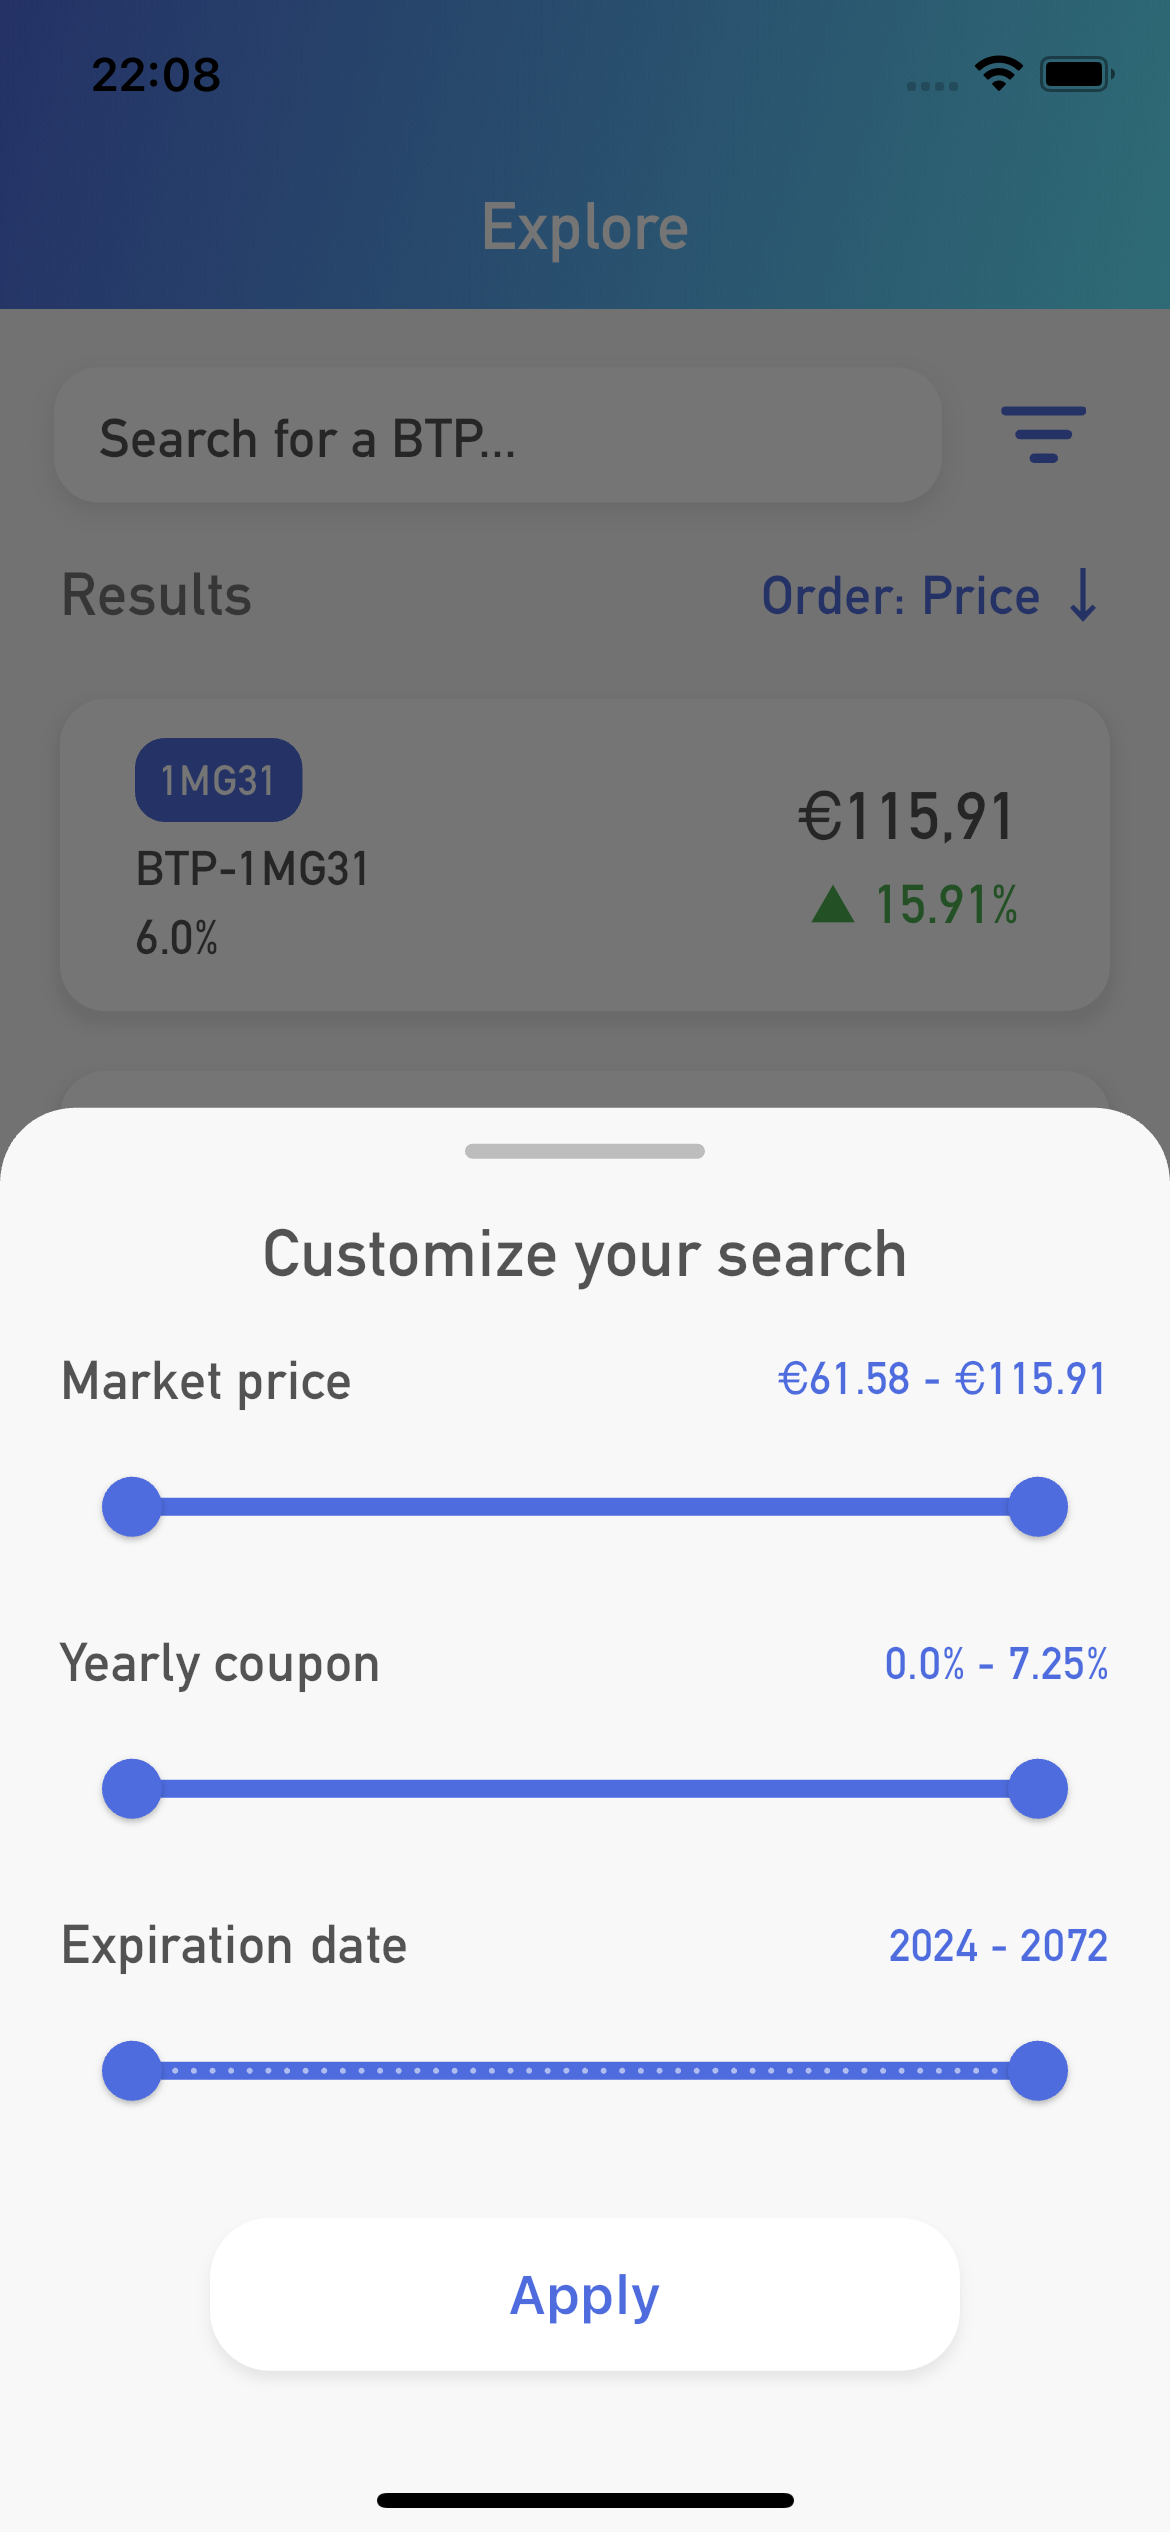 22:08
Explore
Search for a BTP...
Results
Order: Price ↓
1MG31
BTP-1MG31
6.0%
€115,91
▲ 15.91%
Customize your search
Market price
€61.58 - €115.91
Yearly coupon
0.0% - 7.25%
Expiration date
2024 - 2072
Apply